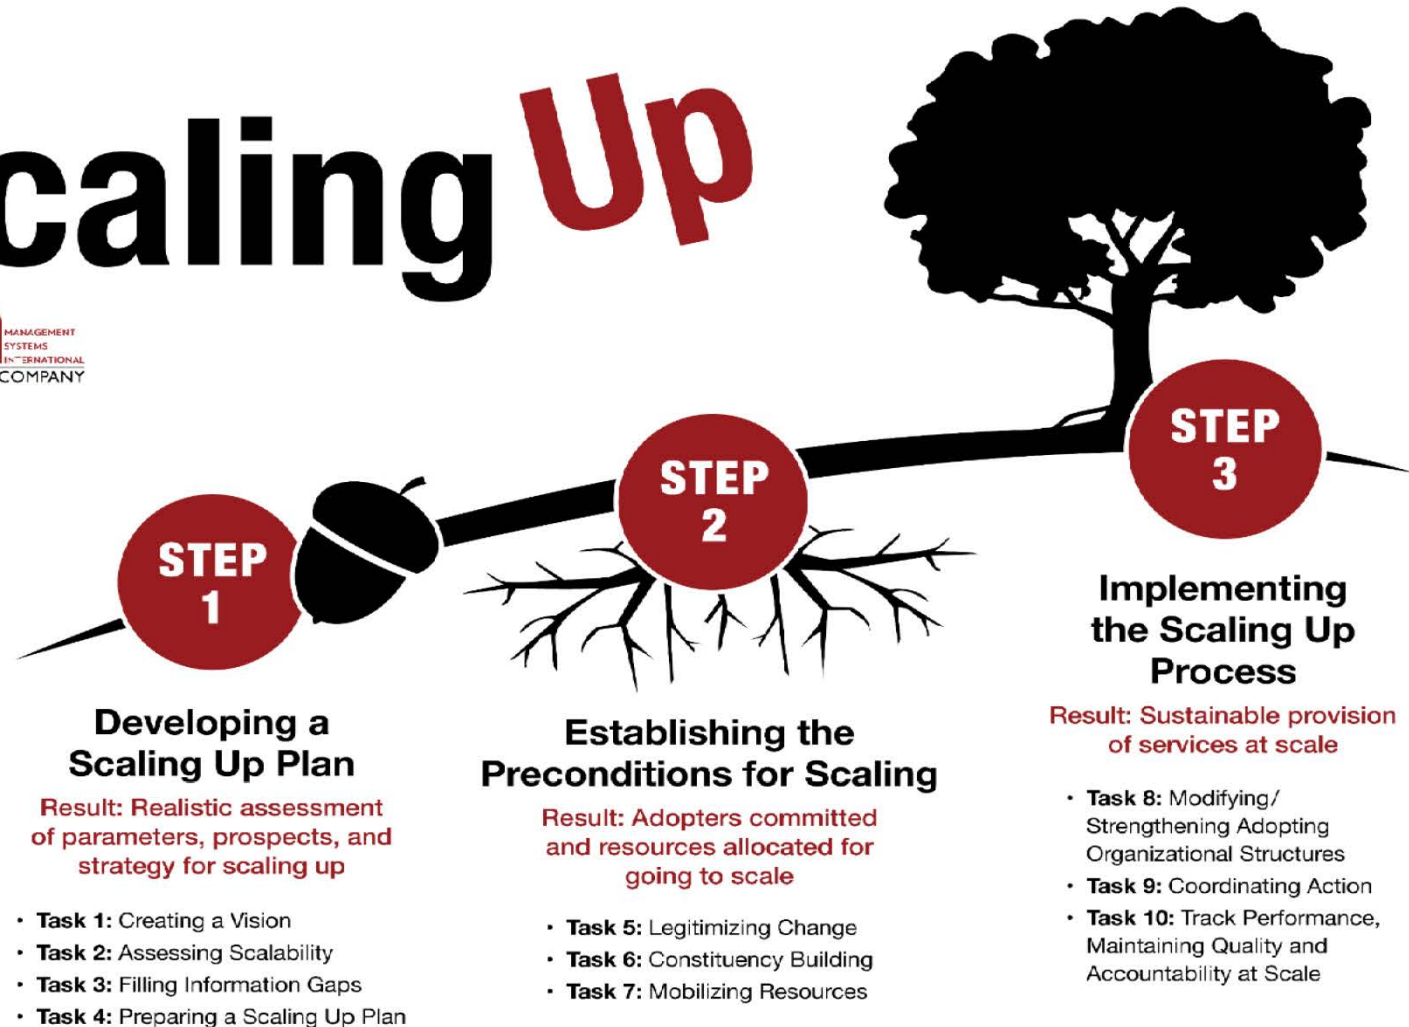 caling Up
MANAGEMENT
SYSTEMS
INTERNATIONAL
COMPANY
STEP
1
STEP
2
STEP
3
Developing a
Scaling Up Plan
Result: Realistic assessment
of parameters, prospects, and
strategy for scaling up
• Task 1: Creating a Vision
• Task 2: Assessing Scalability
• Task 3: Filling Information Gaps
• Task 4: Preparing a Scaling Up Plan
Establishing the
Preconditions for Scaling
Result: Adopters committed
and resources allocated for
going to scale
• Task 5: Legitimizing Change
• Task 6: Constituency Building
• Task 7: Mobilizing Resources
Implementing
the Scaling Up
Process
Result: Sustainable provision
of services at scale
• Task 8: Modifying/
Strengthening Adopting
Organizational Structures
• Task 9: Coordinating Action
• Task 10: Track Performance,
Maintaining Quality and
Accountability at Scale